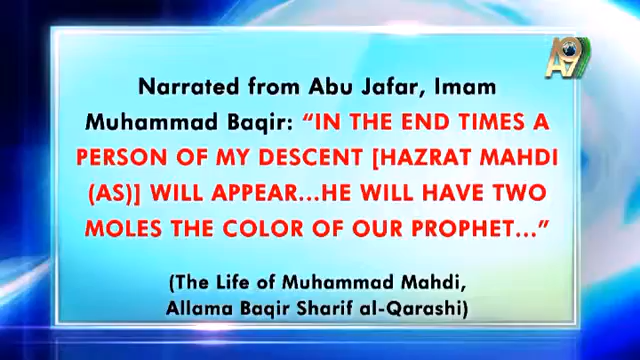 A9
Narrated from Abu Jafar, Imam
Muhammad Baqir: “IN THE END TIMES A
PERSON OF MY DESCENT [HAZRAT MAHDI
(AS)] WILL APPEAR...HE WILL HAVE TWO
MOLES THE COLOR OF OUR PROPHET...”
(The Life of Muhammad Mahdi,
Allama Baqir Sharif al-Qarashi)